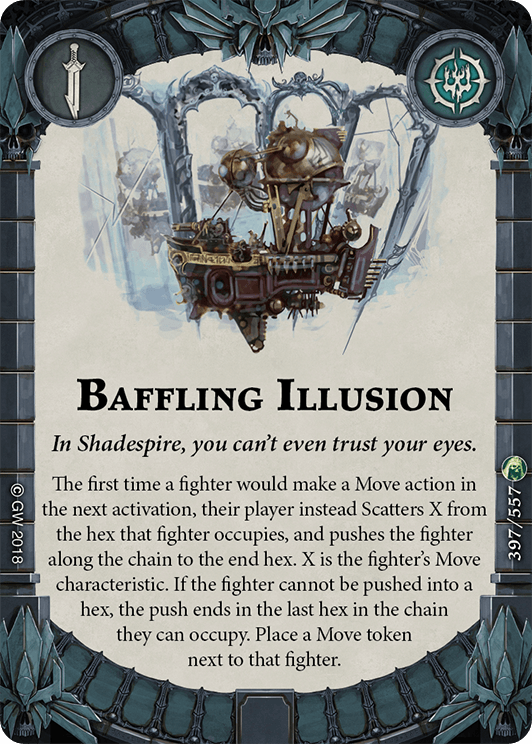 BAFFLING ILLUSION
In Shadespire, you can't even trust your eyes.
The first time a fighter would make a Move action in
the next activation, their player instead Scatters X from
the hex that fighter occupies, and pushes the fighter
along the chain to the end hex. X is the fighter's Move
characteristic. If the fighter cannot be pushed into a
hex, the push ends in the last hex in the chain
they can occupy. Place a Move token
next to that fighter.
© GW 2018
397/557